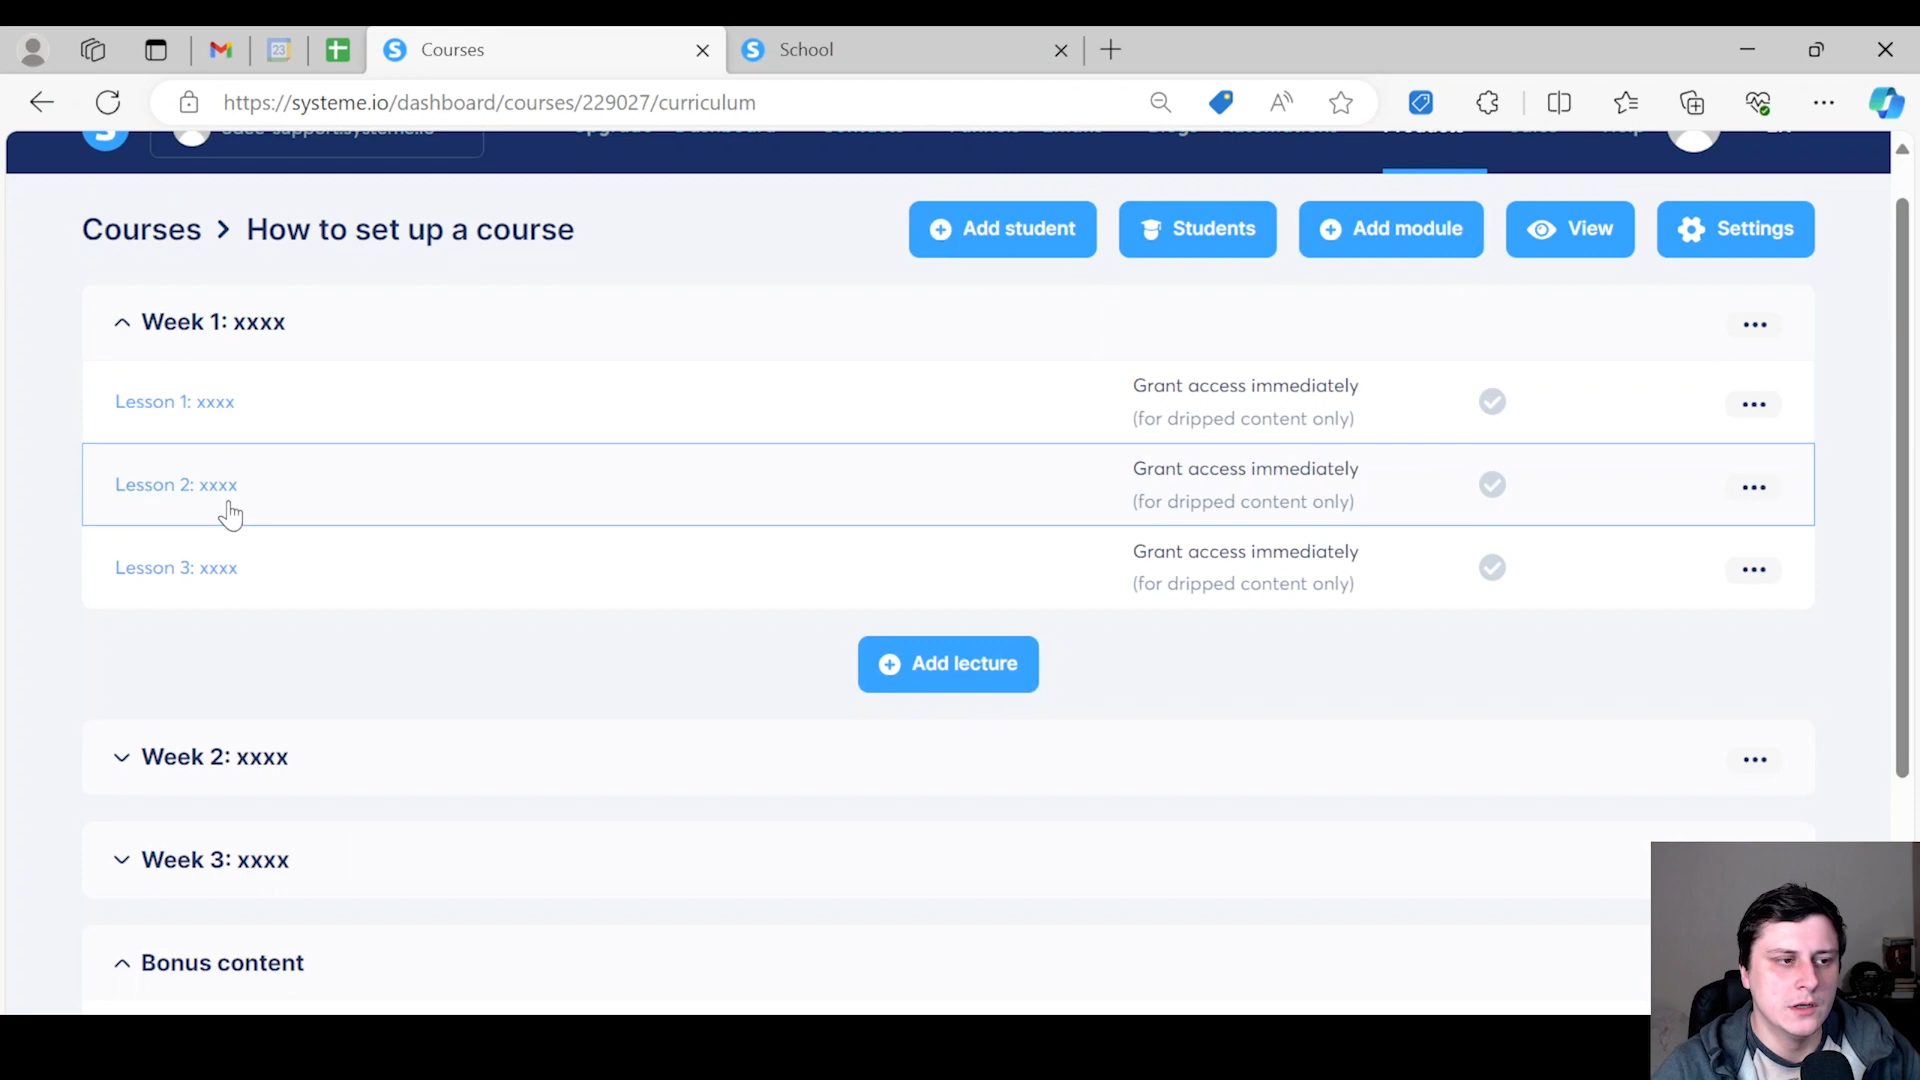 Courses
School
23
https://systeme.io/dashboard/courses/229027/curriculum
Courses > How to set up a course
Add student
Students
Add module
View
Settings
Week 1: xxxx
Lesson 1: xxxx
Grant access immediately
(for dripped content only)
Lesson 2: xxxx
Grant access immediately
(for dripped content only)
Lesson 3: xxxx
Grant access immediately
(for dripped content only)
Add lecture
Week 2: xxxx
Week 3: xxxx
Bonus content